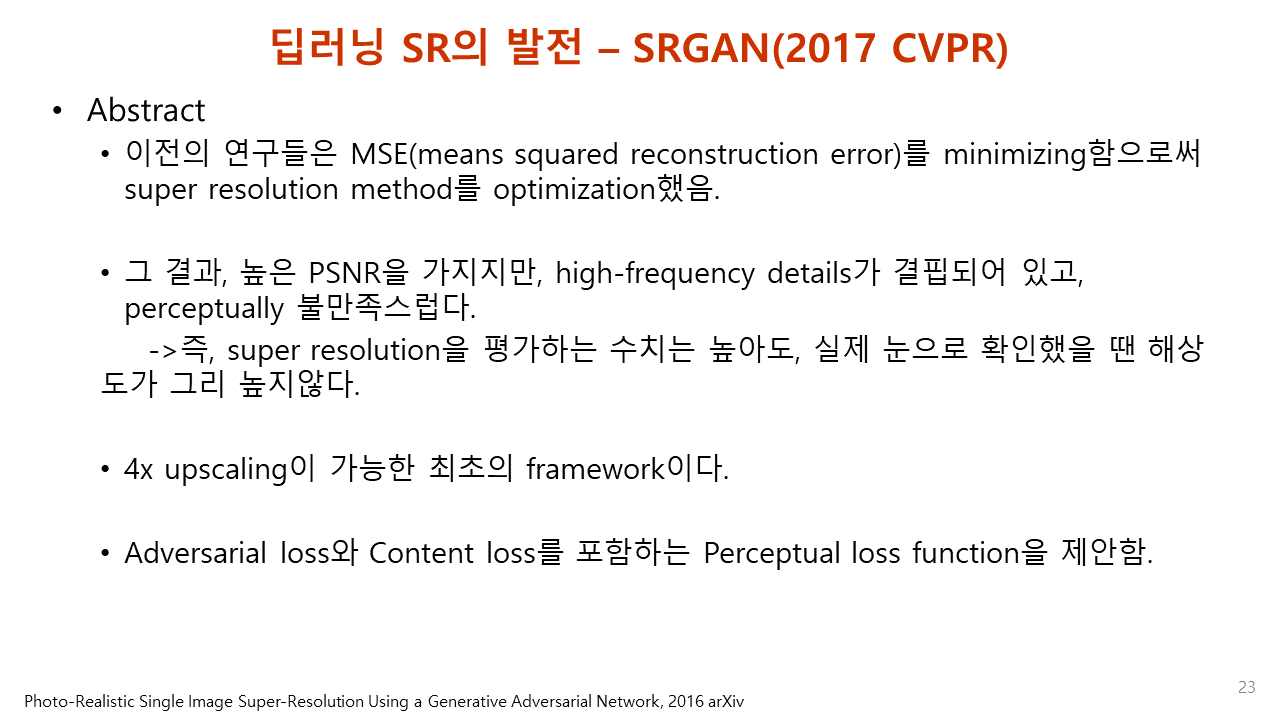 딥러닝 SR의 발전 – SRGAN(2017 CVPR)
• Abstract
• 이전의 연구들은 MSE(means squared reconstruction error)를 minimizing함으로써
super resolution method를 optimization했음.
• 그 결과, 높은 PSNR을 가지지만, high-frequency details가 결핍되어 있고,
perceptually 불만족스럽다.
->즉, super resolution을 평가하는 수치는 높아도, 실제 눈으로 확인했을 땐 해상
도가 그리 높지않다.
• 4x upscaling이 가능한 최초의 framework이다.
• Adversarial loss와 Content loss를 포함하는 Perceptual loss function을 제안함.
Photo-Realistic Single Image Super-Resolution Using a Generative Adversarial Network, 2016 arXiv
23